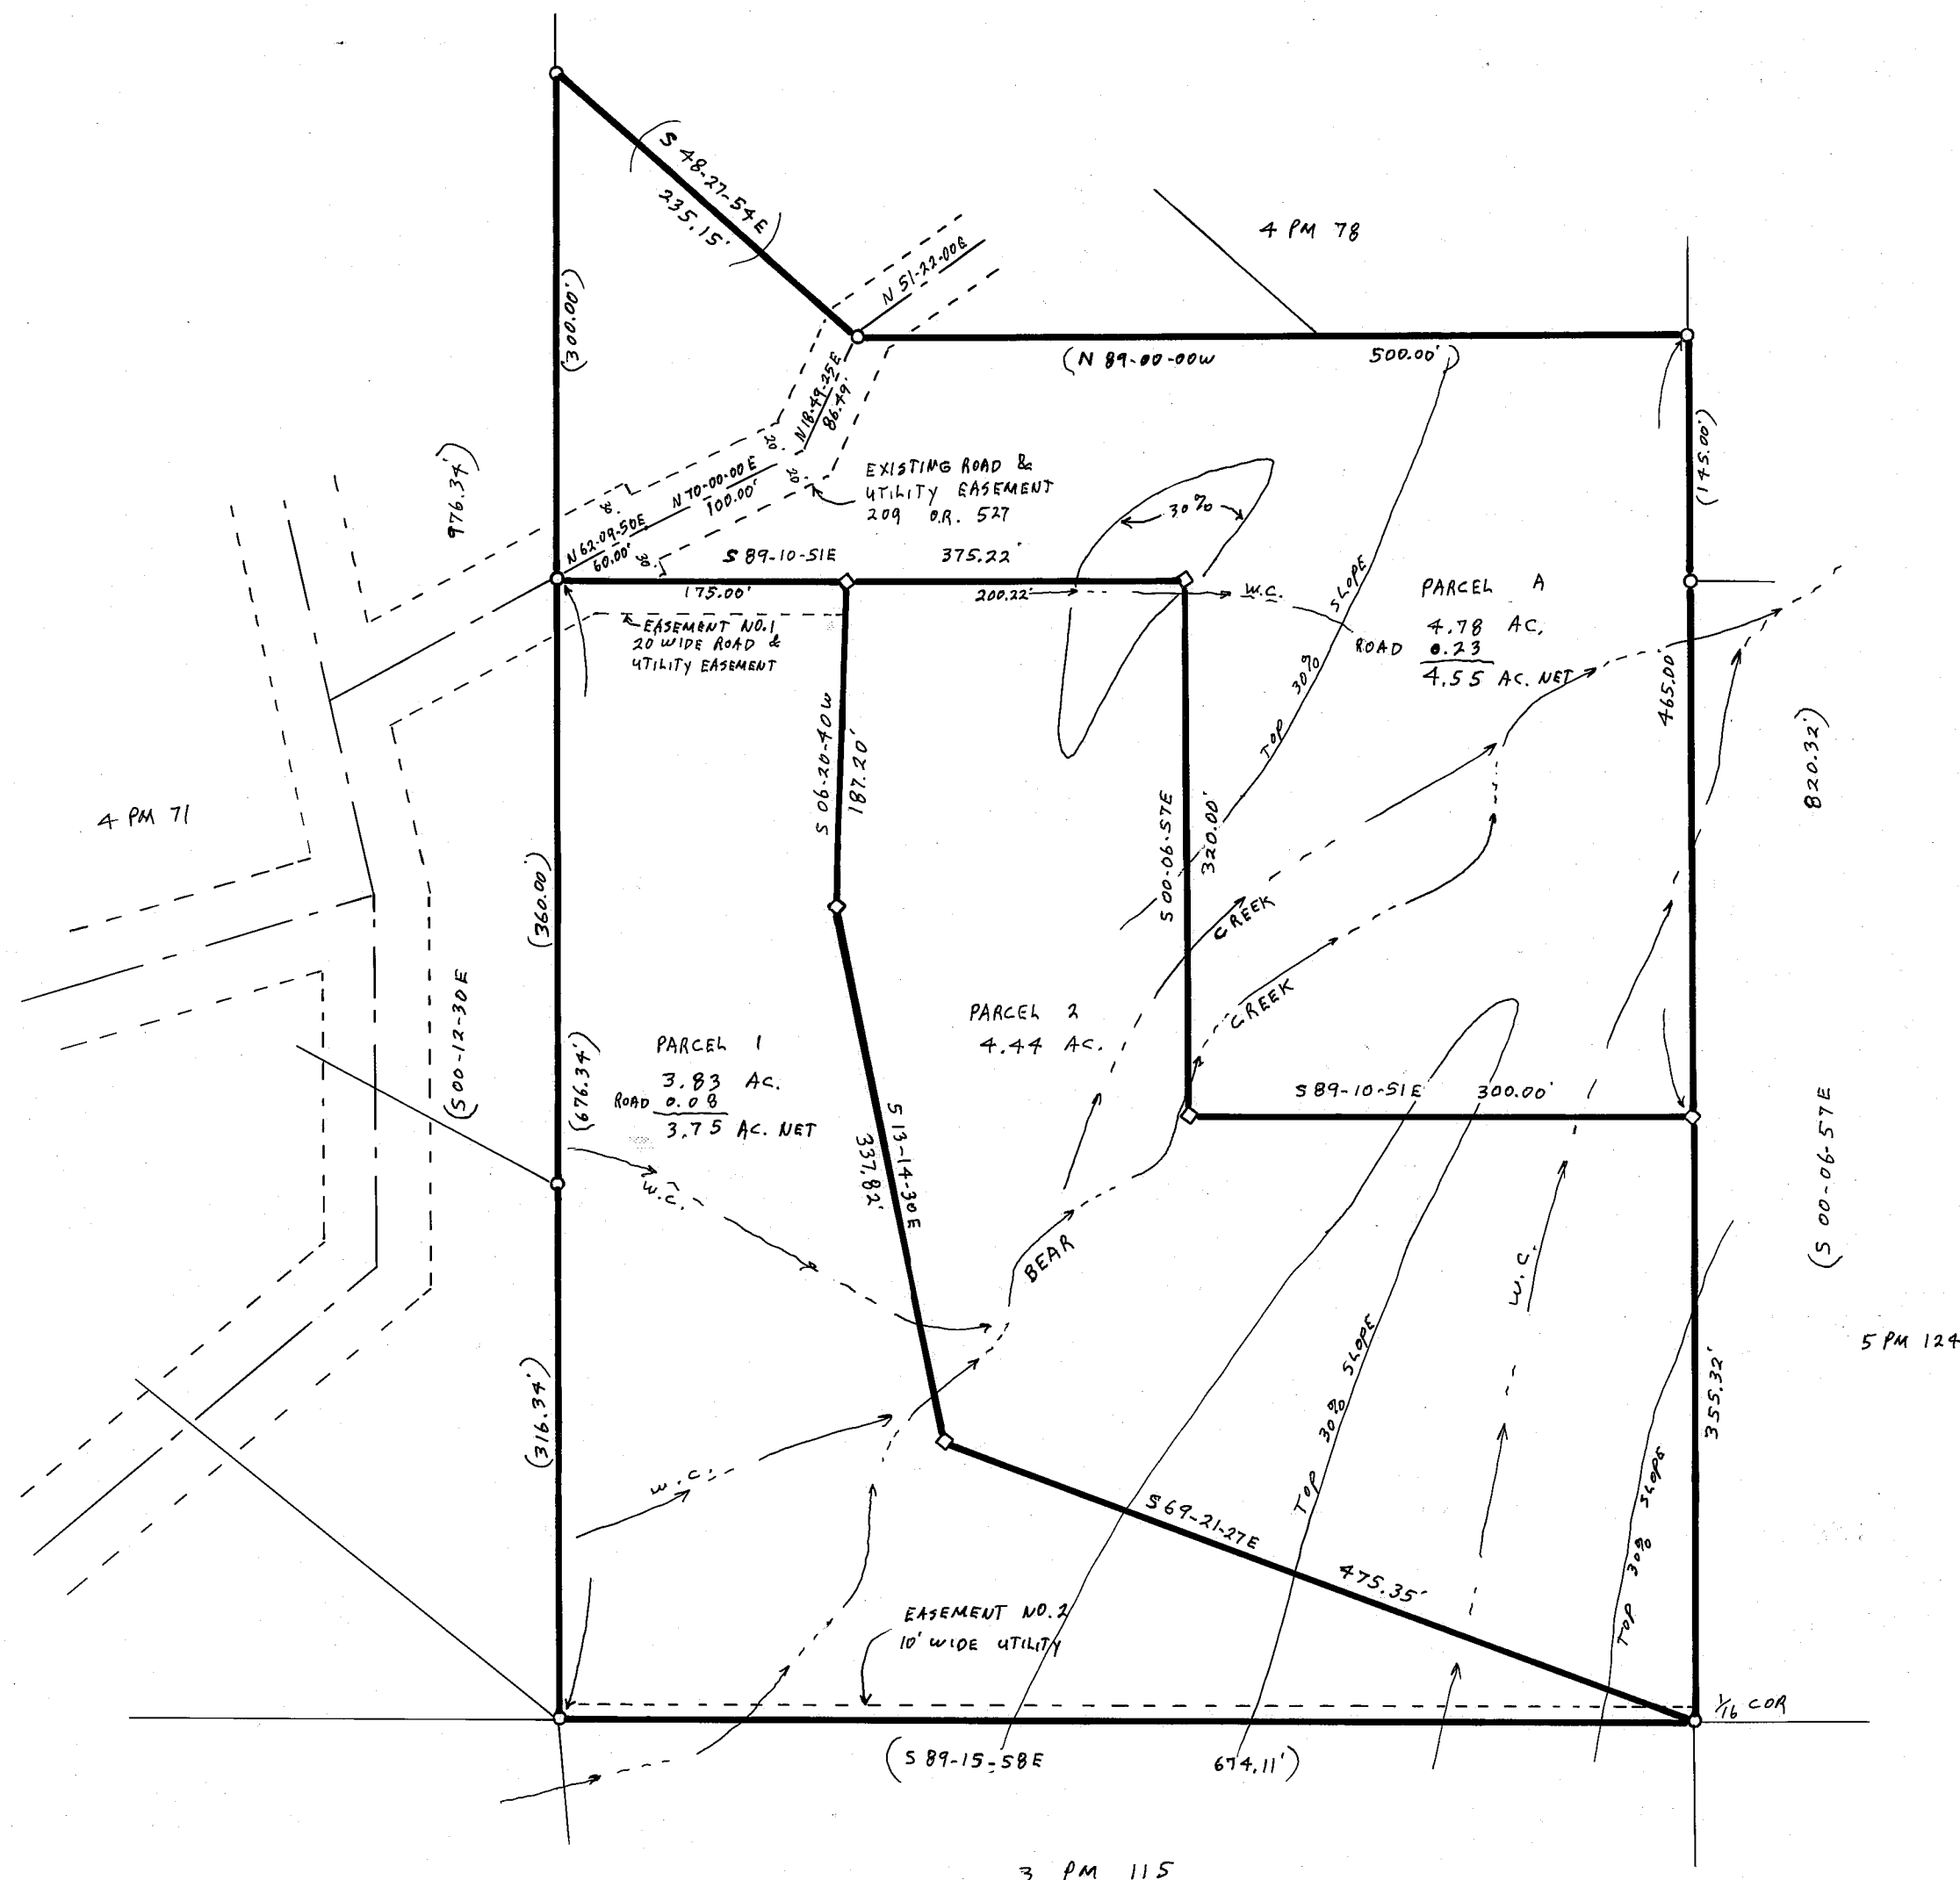 S 48-27-54E
235.15'
4 PM 78
N 51-22-00E
(300.00')
(N 89-00-00W 500.00')
N 18-49-25E
86.49'
(145.00')
976.34')
20'
20'
30'
30'
N 70-00-00E
100.00'
N 62-09-50E
60.00'
EXISTING ROAD &
UTILITY EASEMENT
209 O.R. 527
30%
S 89-10-51E 375.22'
175.00'
200.22'
W.C.
EASEMENT NO.1
20 WIDE ROAD &
UTILITY EASEMENT
TOP 30% SLOPE
PARCEL A
4.78 AC.
ROAD 0.23
4.55 AC. NET
465.00'
820.32')
S 06-20-40W
187.20'
S 00-06-57E
320.00'
4 PM 71
(360.00')
CREEK
CREEK
(S 00-12-30E
(676.34')
PARCEL 1
3.83 AC.
ROAD 0.08
3.75 AC. NET
PARCEL 2
4.44 AC.
S 89-10-51E 300.00'
S 13-14-30E
337.82'
W.C.
BEAR
(S 00-06-57E
W.C.
5 PM 124
(316.34')
355.32'
TOP 30% SLOPE
W.C.
S 69-21-27E
475.35'
TOP 30% SLOPE
EASEMENT NO.2
10' WIDE UTILITY
1/16 COR
(S 89-15-58E 674.11')
3 PM 115